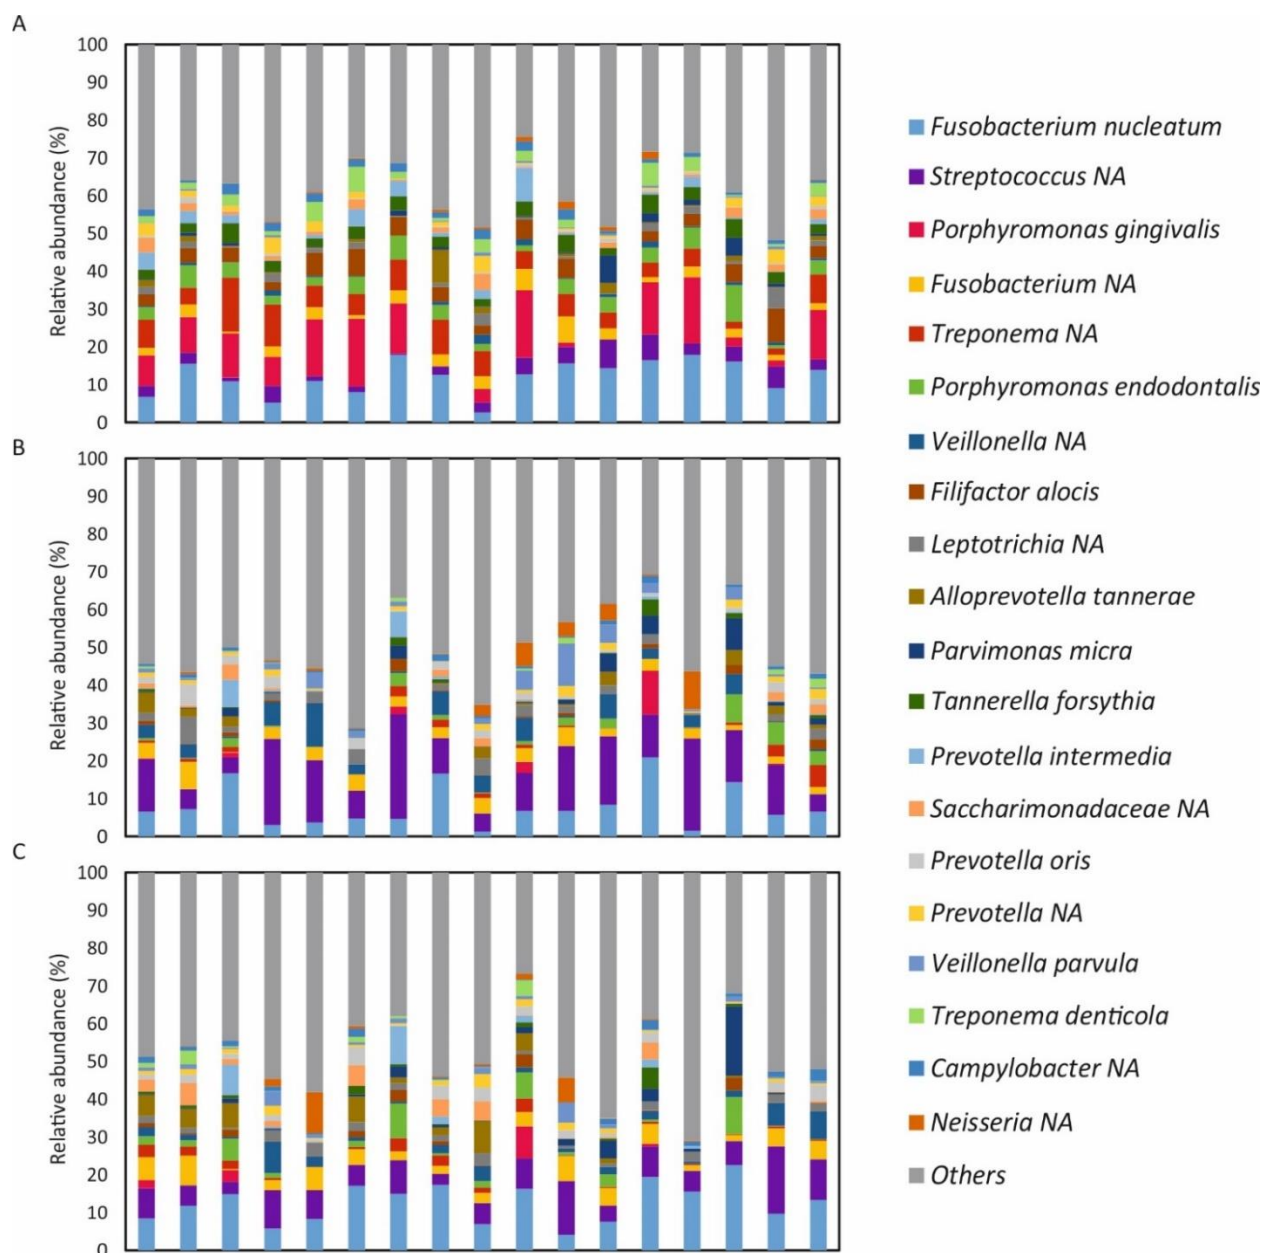 A
100
90
80
70
60
50
40
30
20
10
0
Relative abundance (%)
B
100
90
80
70
60
50
40
30
20
10
0
Relative abundance (%)
C
100
90
80
70
60
50
40
30
20
10
0
Relative abundance (%)
Fusobacterium nucleatum
Streptococcus NA
Porphyromonas gingivalis
Fusobacterium NA
Treponema NA
Porphyromonas endodontalis
Veillonella NA
Filifactor alocis
Leptotrichia NA
Alloprevotella tannerae
Parvimonas micra
Tannerella forsythia
Prevotella intermedia
Saccharimonadaceae NA
Prevotella oris
Prevotella NA
Veillonella parvula
Treponema denticola
Campylobacter NA
Neisseria NA
Others